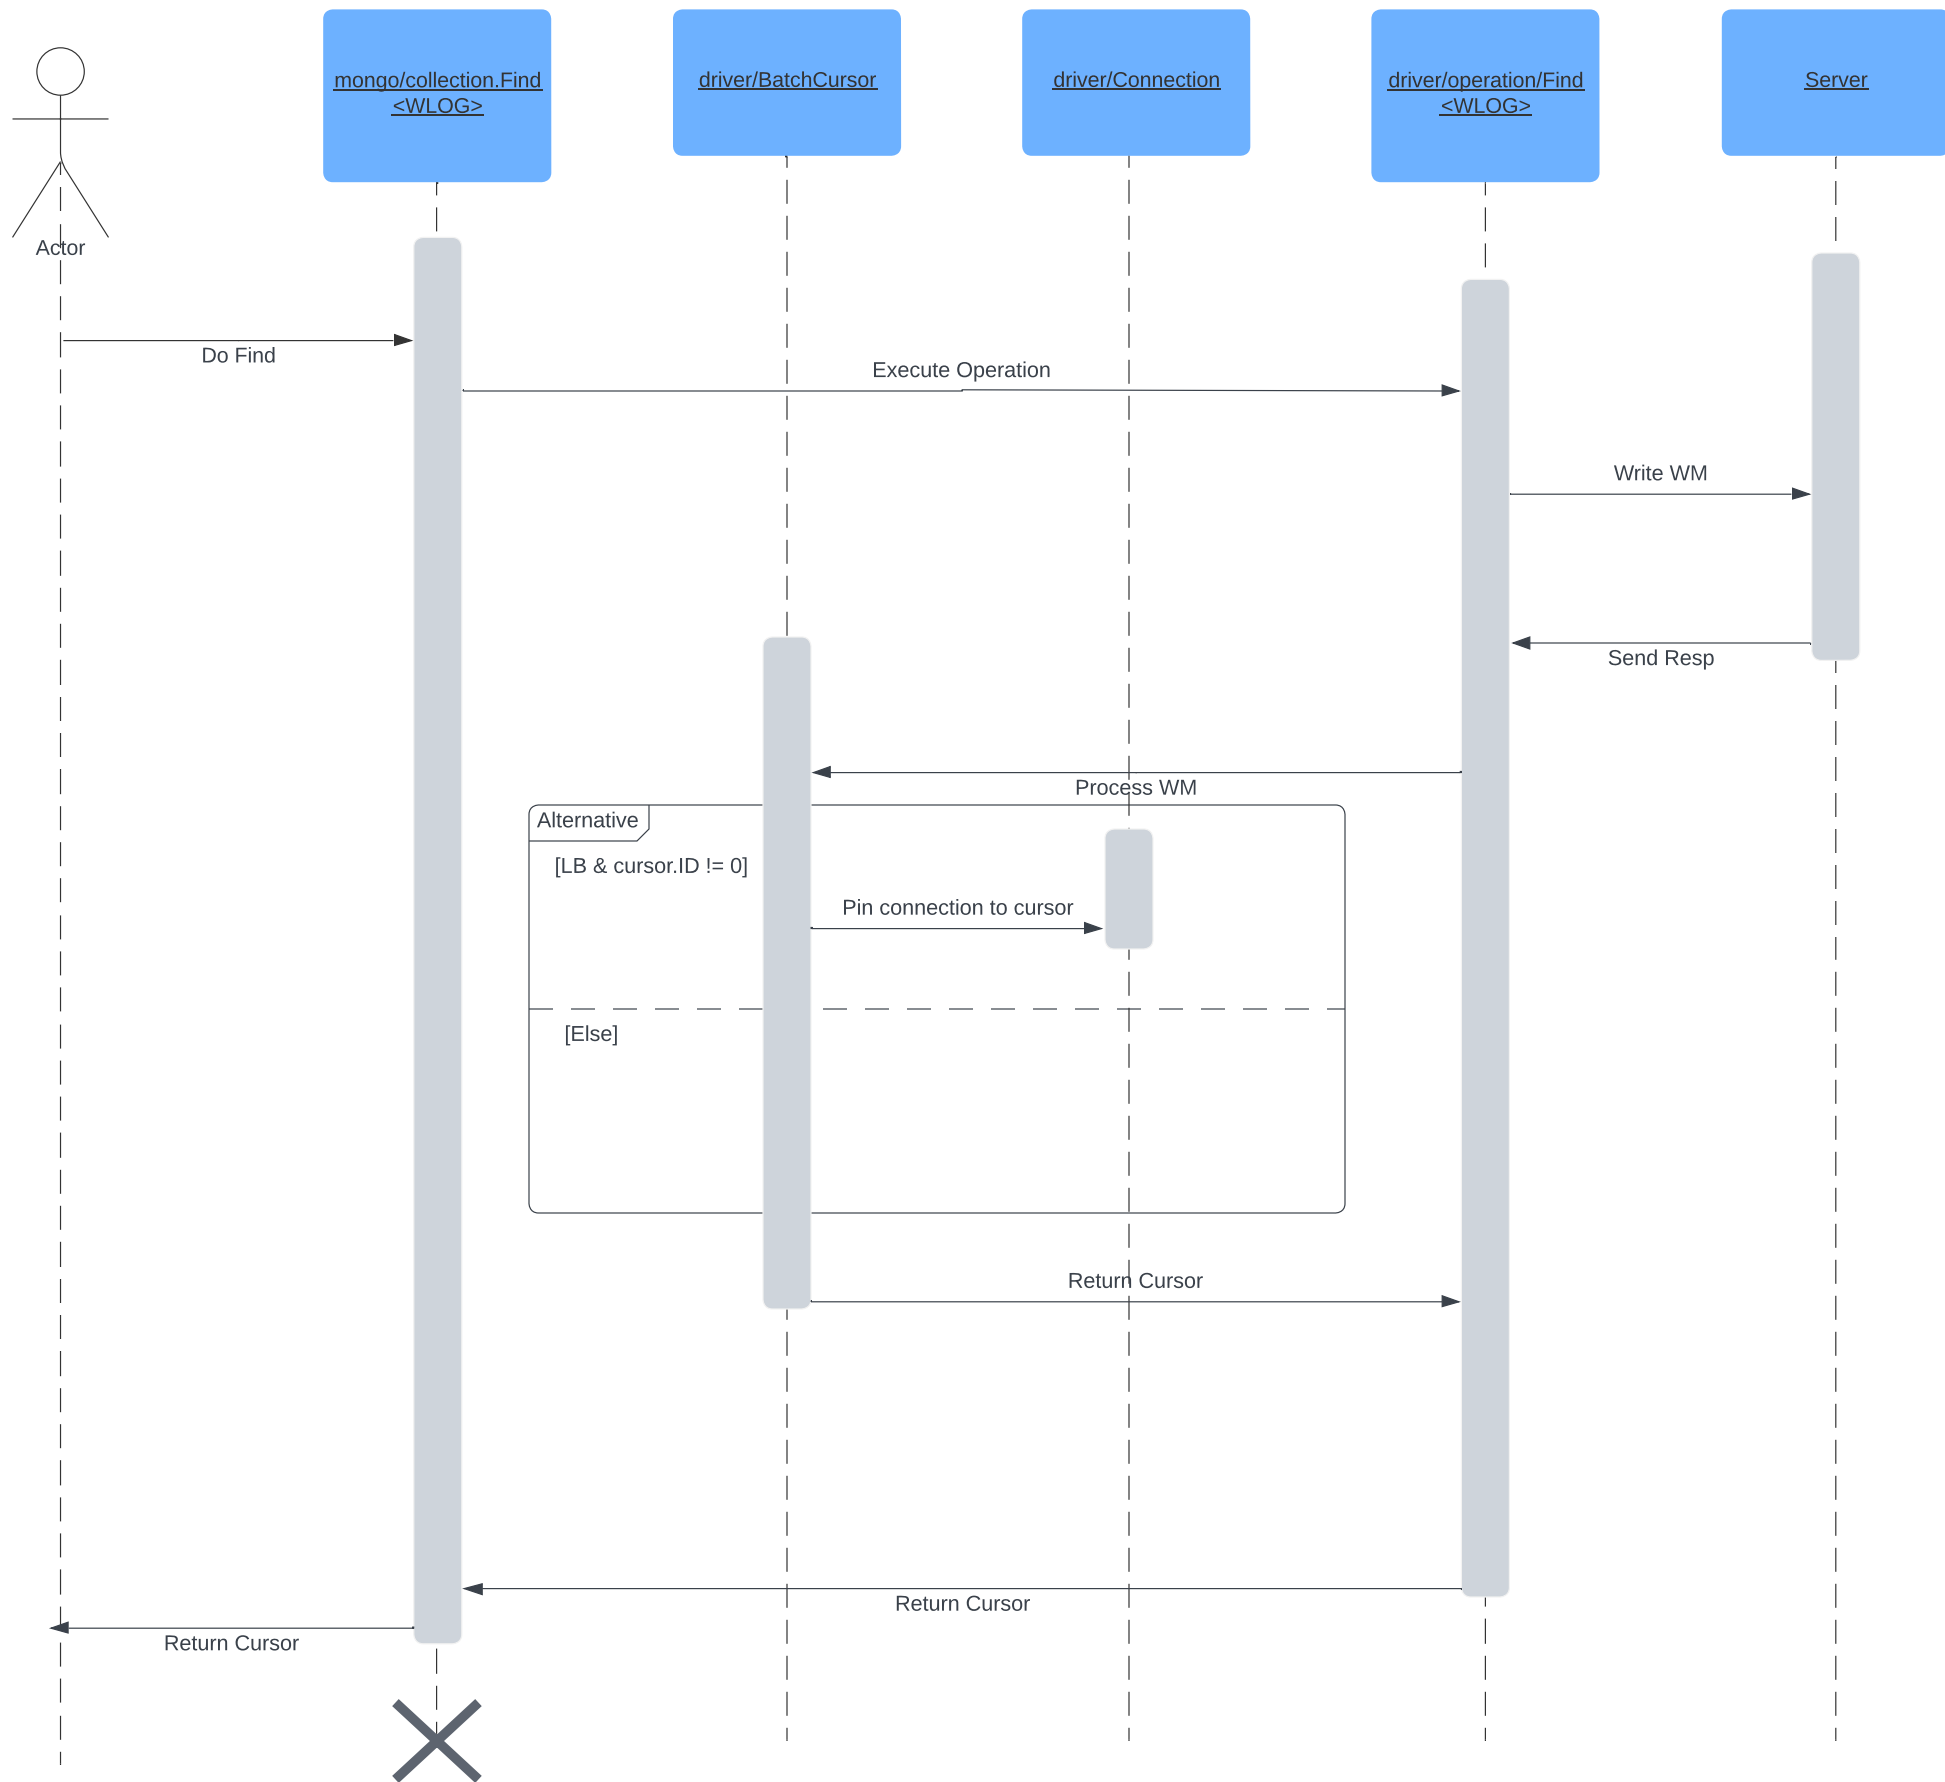 mongo/collection.Find
<WLOG>
driver/BatchCursor
driver/Connection
driver/operation/Find
<WLOG>
Server
Actor
Do Find
Execute Operation
Write WM
Send Resp
Process WM
Alternative
[LB & cursor.ID != 0]
Pin connection to cursor
[Else]
Return Cursor
Return Cursor
Return Cursor